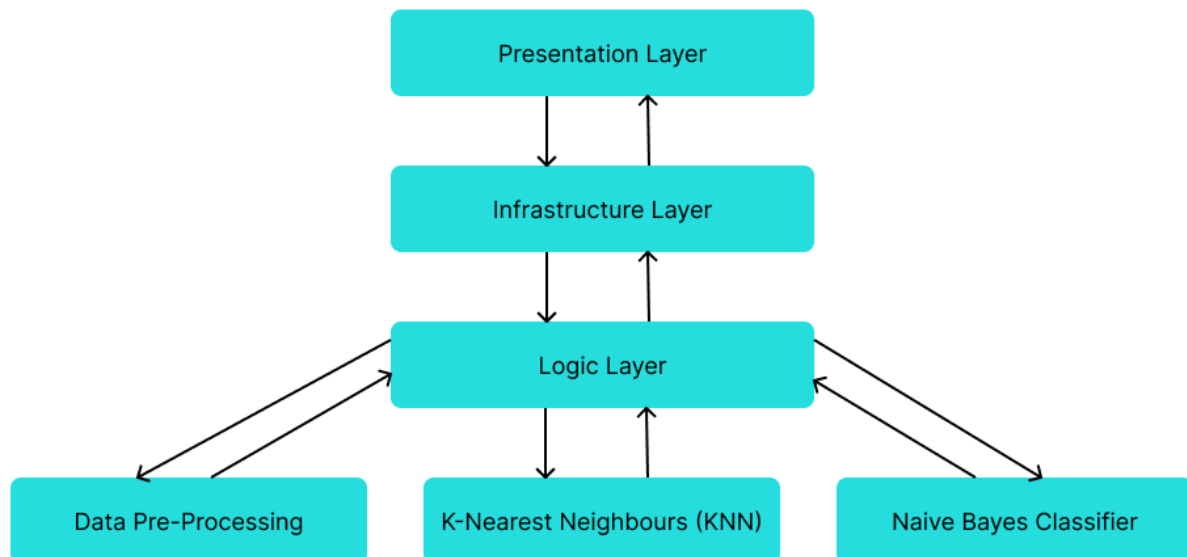 Presentation Layer
Infrastructure Layer
Logic Layer
Data Pre-Processing
K-Nearest Neighbours (KNN)
Naive Bayes Classifier